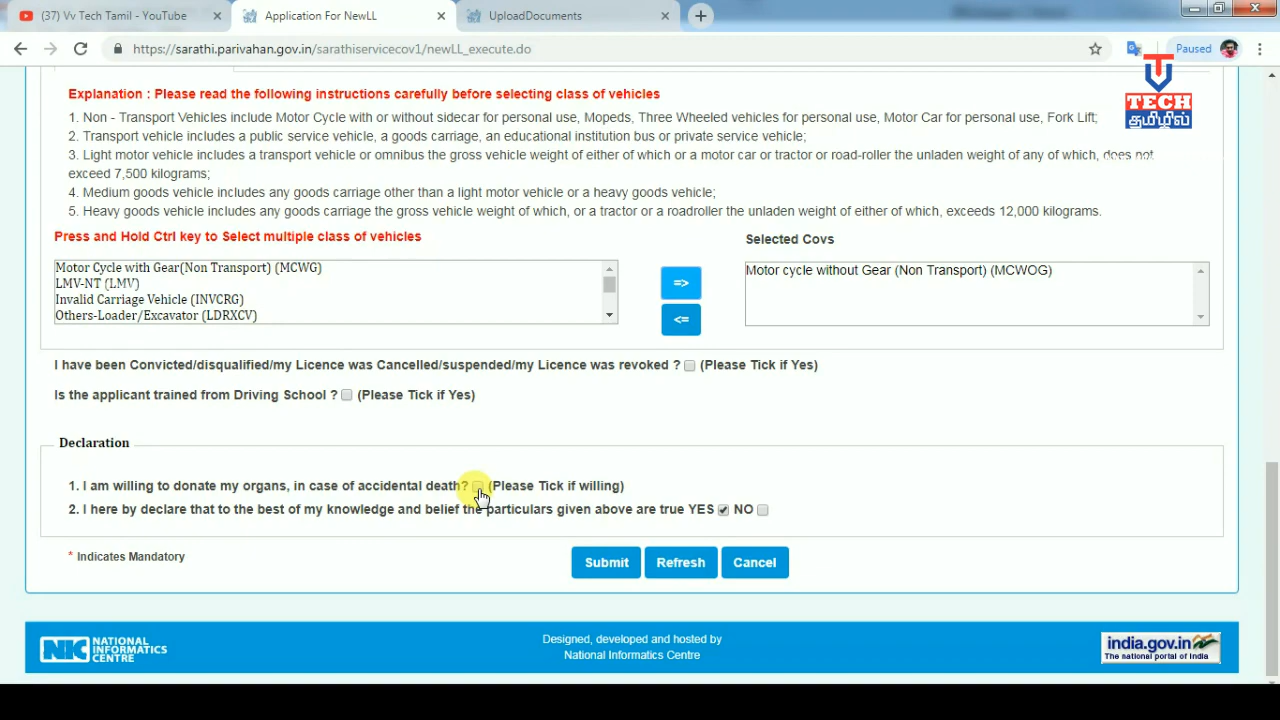 (37) Vv Tech Tamil - YouTube
Application For NewLL
UploadDocuments
https://sarathi.parivahan.gov.in/sarathiservicecov1/newLL_execute.do
Paused
TECH
தமிழில்
Explanation : Please read the following instructions carefully before selecting class of vehicles
1. Non - Transport Vehicles include Motor Cycle with or without sidecar for personal use, Mopeds, Three Wheeled vehicles for personal use, Motor Car for personal use, Fork Lift;
2. Transport vehicle includes a public service vehicle, a goods carriage, an educational institution bus or private service vehicle;
3. Light motor vehicle includes a transport vehicle or omnibus the gross vehicle weight of either of which or a motor car or tractor or road-roller the unladen weight of any of which, does not
exceed 7,500 kilograms;
4. Medium goods vehicle includes any goods carriage other than a light motor vehicle or a heavy goods vehicle;
5. Heavy goods vehicle includes any goods carriage the gross vehicle weight of which, or a tractor or a roadroller the unladen weight of either of which, exceeds 12,000 kilograms.
Press and Hold Ctrl key to Select multiple class of vehicles
Selected Covs
Motor Cycle with Gear(Non Transport) (MCWG)
LMV-NT (LMV)
Invalid Carriage Vehicle (INVCRG)
Others-Loader/Excavator (LDRXCV)
=>
<=
Motor cycle without Gear (Non Transport) (MCWOG)
I have been Convicted/disqualified/my Licence was Cancelled/suspended/my Licence was revoked ? (Please Tick if Yes)
Is the applicant trained from Driving School ? (Please Tick if Yes)
Declaration
1. I am willing to donate my organs, in case of accidental death? (Please Tick if willing)
2. I here by declare that to the best of my knowledge and belief the particulars given above are true YES NO
* Indicates Mandatory
Submit
Refresh
Cancel
NIC NATIONAL
INFORMATICS
CENTRE
Designed, developed and hosted by
National Informatics Centre
india.gov.in
The national portal of India